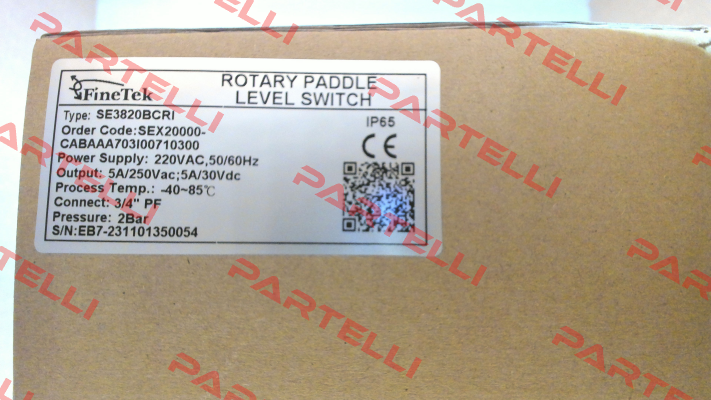 FineTek
ROTARY PADDLE
LEVEL SWITCH
Type: SE3820BCRI
Order Code:SEX20000-
CABAAA703I00710300
Power Supply: 220VAC,50/60Hz
Output: 5A/250Vac;5A/30Vdc
Process Temp.: -40~85℃
Connect: 3/4" PF
Pressure: 2Bar
S/N:EB7-231101350054
IP65
CE
PARTELLI
PARTELLI
PARTELLI
PARTELLI
PARTELLI
PARTELLI
PARTELLI